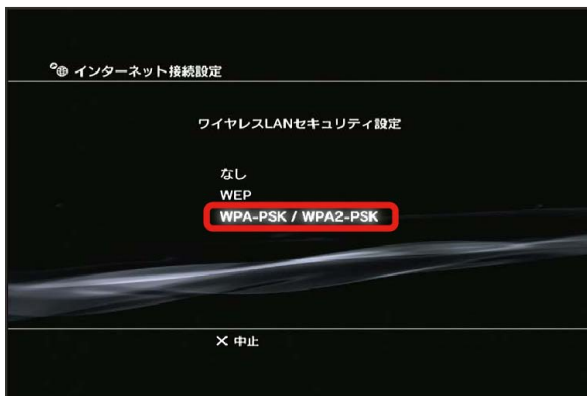 インターネット接続設定
ワイヤレスLANセキュリティ設定
なし
WEP
WPA-PSK / WPA2-PSK
✕ 中止